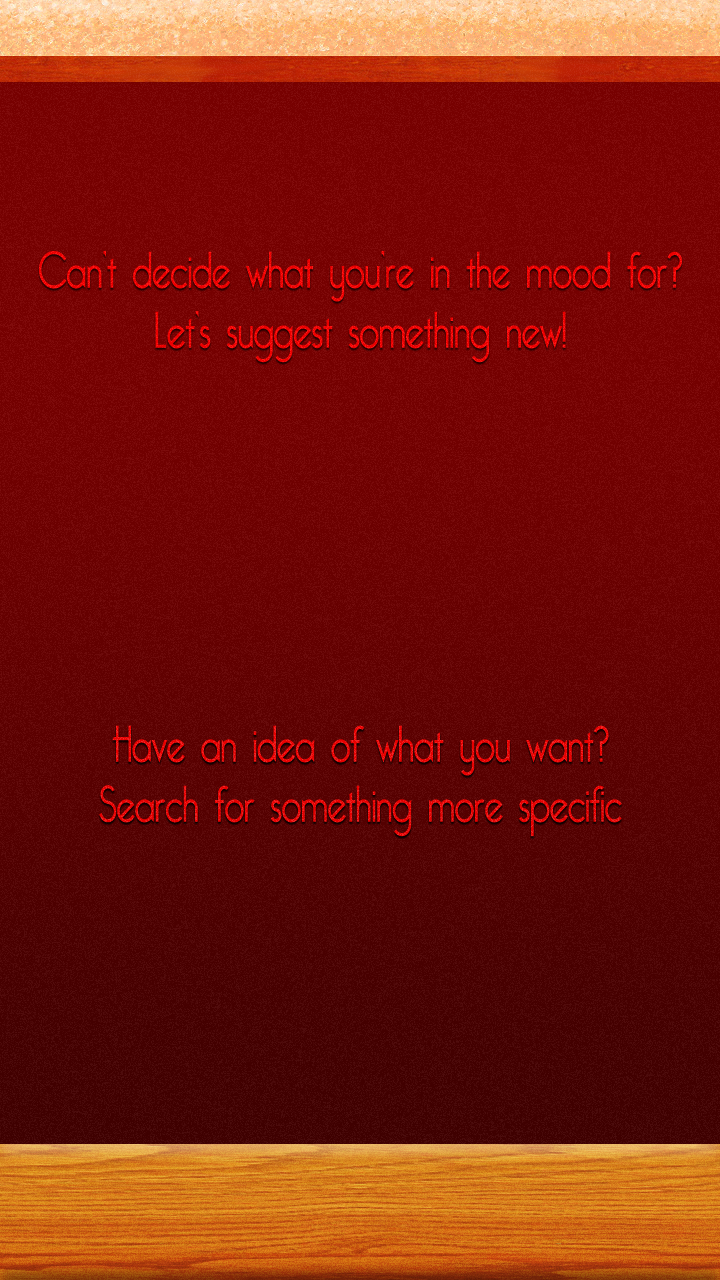 Can't decide what you're in the mood for?
Let's suggest something new!
Have an idea of what you want?
Search for something more specific